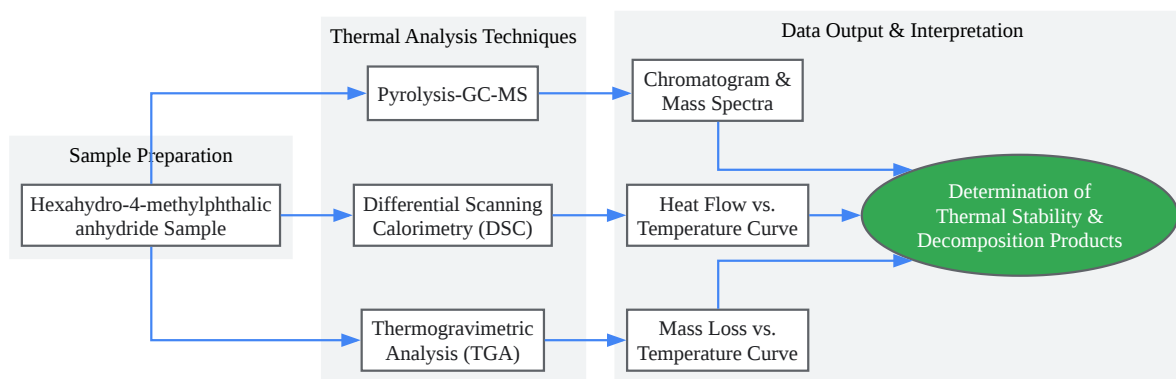 Thermal Analysis Techniques
Data Output & Interpretation
Pyrolysis-GC-MS
Chromatogram &
Mass Spectra
Sample Preparation
Hexahydro-4-methylphthalic
anhydride Sample
Differential Scanning
Calorimetry (DSC)
Heat Flow vs.
Temperature Curve
Determination of
Thermal Stability &
Decomposition Products
Thermogravimetric
Analysis (TGA)
Mass Loss vs.
Temperature Curve